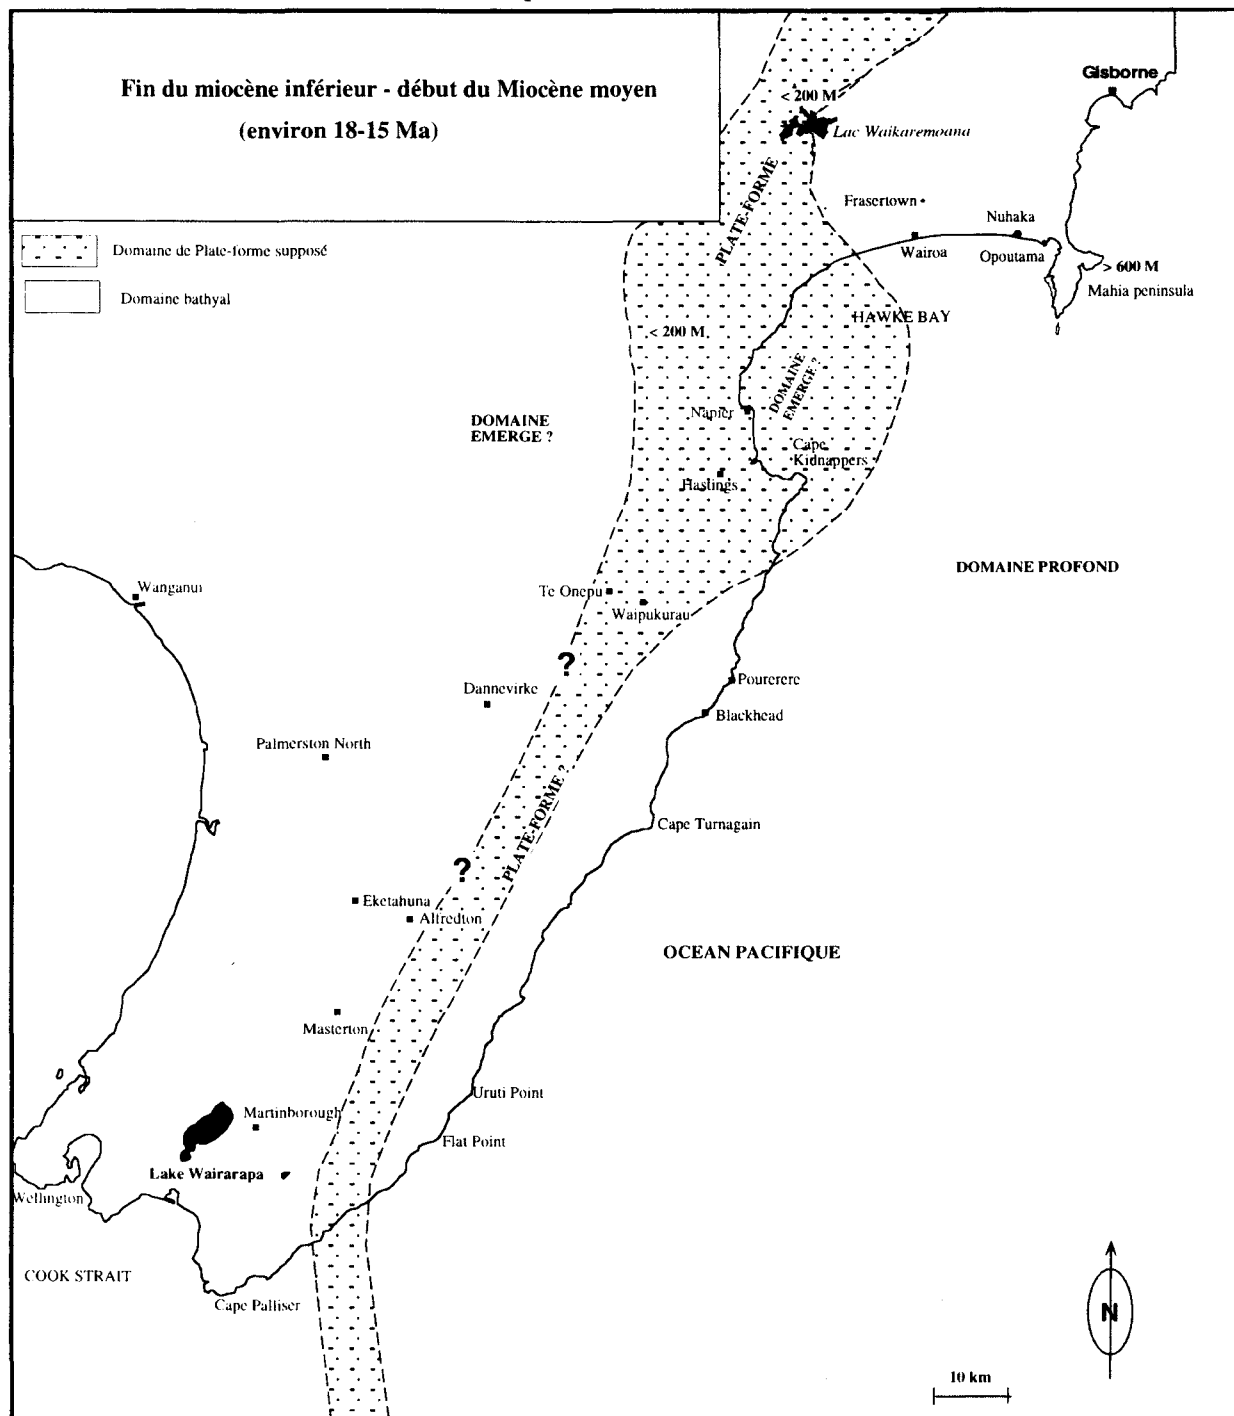 Fin du miocène inférieur - début du Miocène moyen
(environ 18-15 Ma)
Domaine de Plate-forme supposé
Domaine bathyal
Gisborne
< 200 M
Lac Waikaremoana
PLATE-FORME
Frasertown
Nuhaka
Wairoa
Opoutama
> 600 M
Mahia peninsula
HAWKE BAY
< 200 M
DOMAINE
EMERGE ?
DOMAINE
EMERGE ?
Napier
Cape
Kidnappers
Hastings
DOMAINE PROFOND
Wanganui
Te Onepu
Waipukurau
?
Dannevirke
Pourerere
Blackhead
Palmerston North
PLATE-FORME ?
Cape Turnagain
?
Eketahuna
Alfredton
OCEAN PACIFIQUE
Masterton
Uruti Point
Martinborough
Flat Point
Lake Wairarapa
Wellington
COOK STRAIT
Cape Palliser
N
10 km